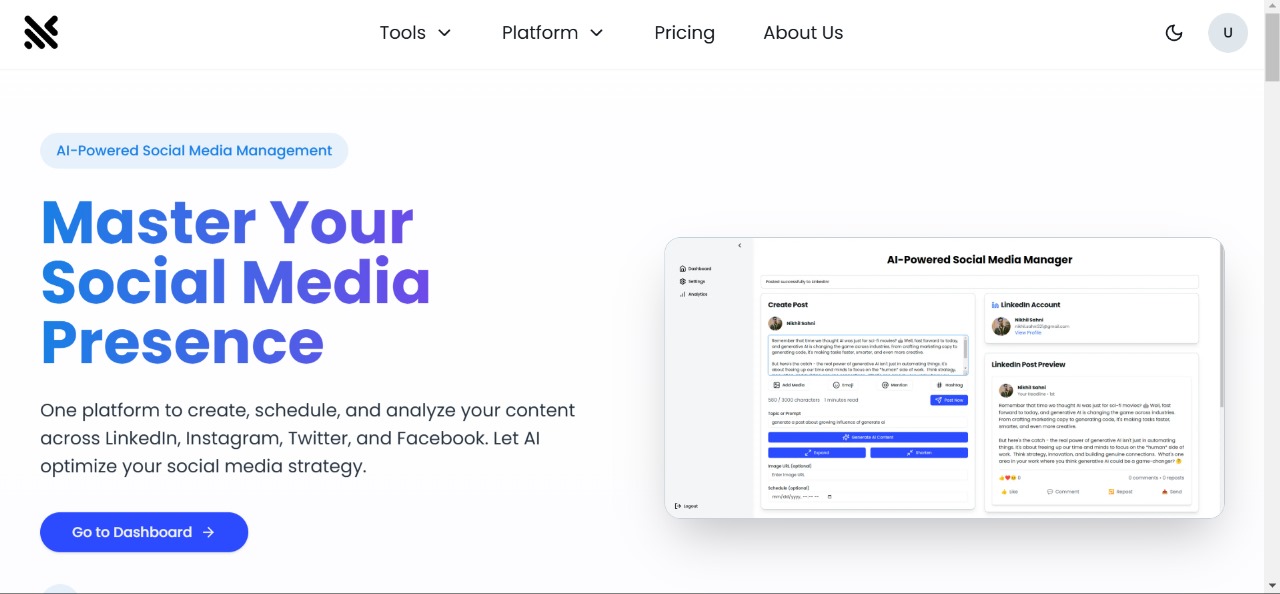 Tools
Platform
Pricing
About Us
U
AI-Powered Social Media Management
Master Your
Social Media
Presence
One platform to create, schedule, and analyze your content
across LinkedIn, Instagram, Twitter, and Facebook. Let AI
optimize your social media strategy.
Go to Dashboard
Dashboard
Settings
Analytics
Logout
AI-Powered Social Media Manager
Posted successfully to LinkedIn!
Create Post
Nikhil Sahni
Remember that time we thought AI was just for sci-fi movies? 🤖 Well, fast forward to today,
and generative AI is changing the game across industries. From crafting marketing copy to
generating code, it's making tasks faster, smarter, and even more creative.
But here's the catch - the real power of generative AI isn't just in automating things. It's
about freeing up our time and minds to focus on the *human* side of work. Think strategy,
Add Media
Emoji
Mention
Hashtag
560 / 3000 characters
1 minutes read
Post Now
Topic or Prompt
generate a post about growing influence of generate ai
Generate AI Content
Expand
Shorten
Image URL (optional)
Enter image URL
Schedule (optional)
mm/dd/yyyy, --:-- --
LinkedIn Account
Nikhil Sahni
View Profile
LinkedIn Post Preview
Nikhil Sahni
Your headline • 1st
Remember that time we thought AI was just for sci-fi movies? 🤖 Well, fast
forward to today, and generative AI is changing the game across industries.
From crafting marketing copy to generating code, it's making tasks faster,
smarter, and even more creative.
But here's the catch - the real power of generative AI isn't just in automating
things. It's about freeing up our time and minds to focus on the *human* side of
work. Think strategy, innovation, and building genuine connections. What's one
area in your work where you think generative AI could be a game-changer? 🤔
0
0 comments • 0 reposts
Like
Comment
Repost
Send